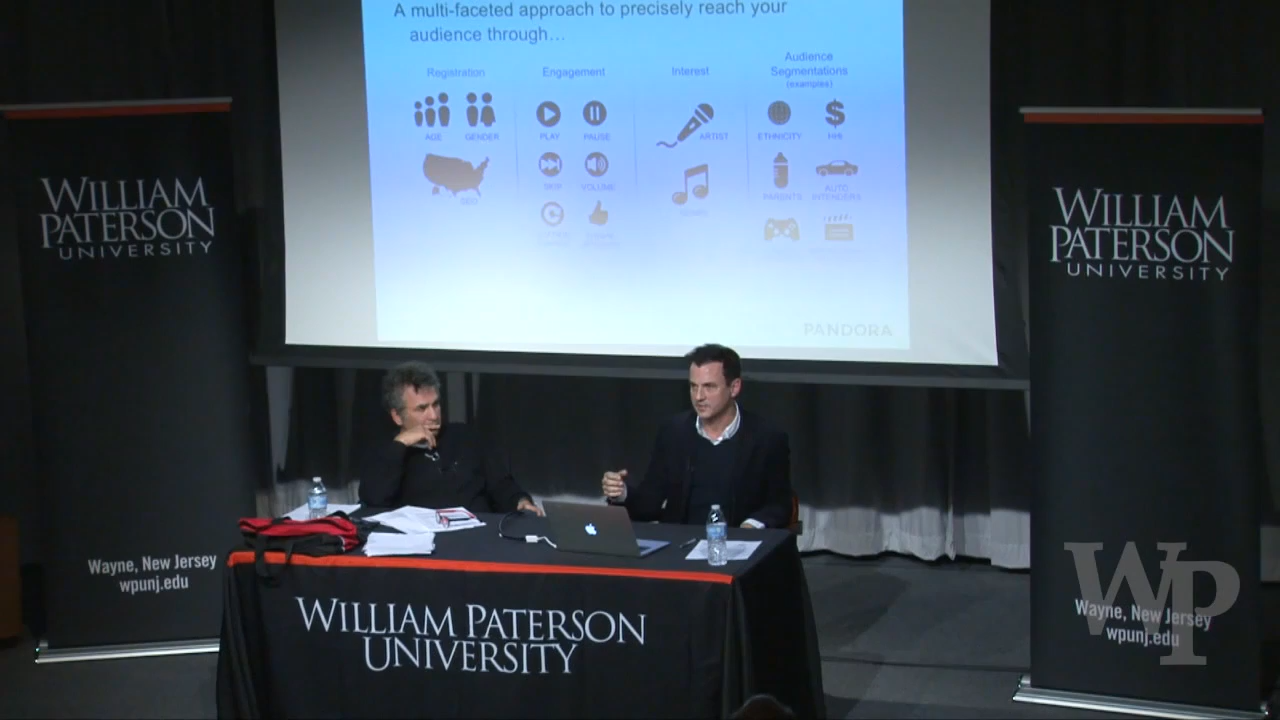 A multi-faceted approach to precisely reach your
audience through…
Registration
Engagement
Interest
Audience
Segmentations
(examples)
AGE
GENDER
PLAY
PAUSE
ARTIST
ETHNICITY
HHI
GEO
SKIP
VOLUME
GENRE
PARENTS
AUTO
INTENDERS
PANDORA
WILLIAM
PATERSON
UNIVERSITY
Wayne, New Jersey
wpunj.edu
WILLIAM PATERSON
UNIVERSITY
WILLIAM
PATERSON
UNIVERSITY
Wayne, New Jersey
wpunj.edu
WP